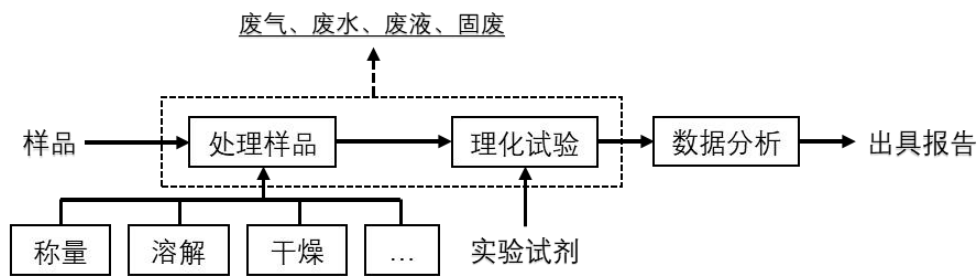 废气、废水、废液、固废
样品
处理样品
理化试验
数据分析
出具报告
称量
溶解
干燥
...
实验试剂